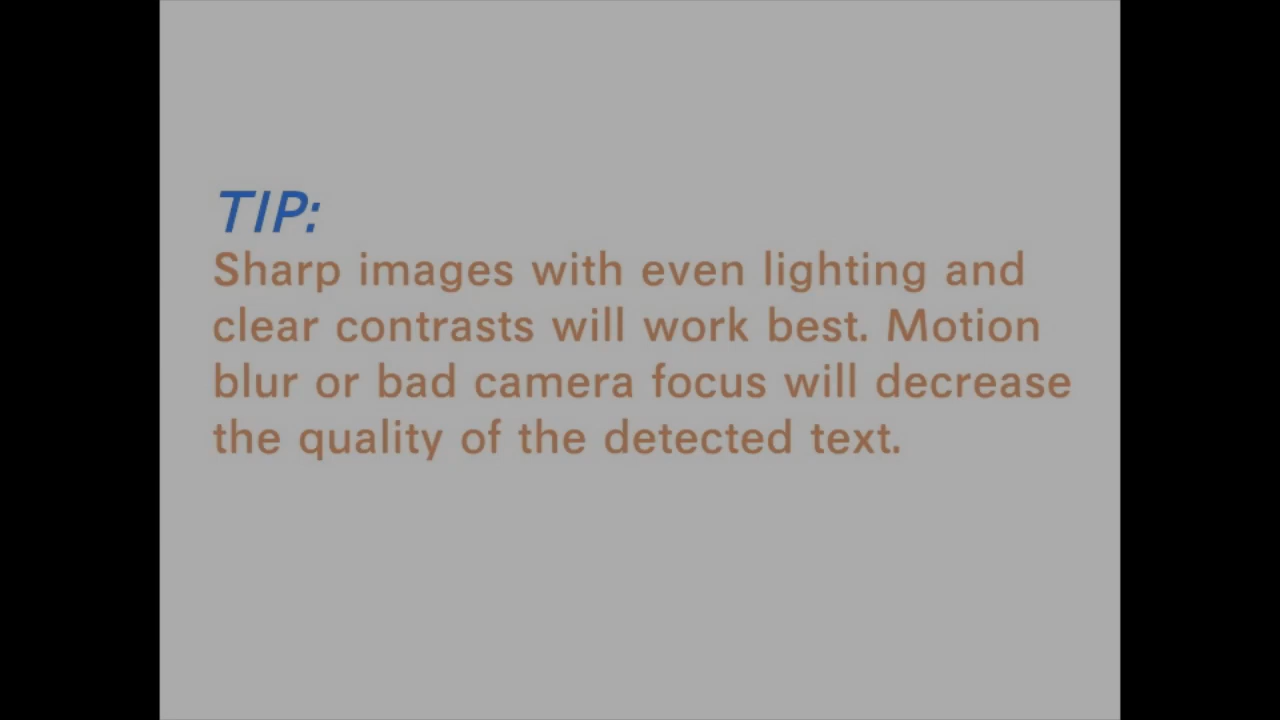 TIP:
Sharp images with even lighting and
clear contrasts will work best. Motion
blur or bad camera focus will decrease
the quality of the detected text.